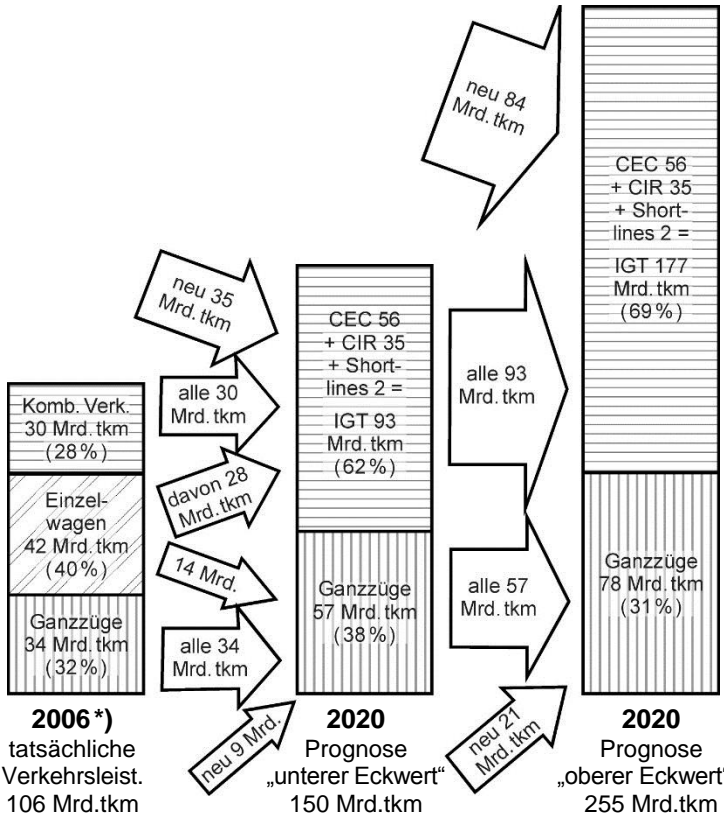 neu 84
Mrd. tkm
CEC 56
+ CIR 35
+ Short-
lines 2 =
IGT 177
Mrd. tkm
(69%)
neu 35
Mrd. tkm
CEC 56
+ CIR 35
+ Short-
lines 2 =
IGT 93
Mrd. tkm
(62%)
alle 93
Mrd. tkm
Komb. Verk.
30 Mrd. tkm
(28%)
alle 30
Mrd. tkm
Einzel-
wagen
42 Mrd. tkm
(40%)
davon 28
Mrd. tkm
14 Mrd.
Ganzzüge
34 Mrd. tkm
(32%)
alle 34
Mrd. tkm
Ganzzüge
57 Mrd. tkm
(38%)
alle 57
Mrd. tkm
Ganzzüge
78 Mrd. tkm
(31%)
neu 9 Mrd.
neu 21
Mrd. tkm
2006 *)
tatsächliche
Verkehrsleist.
106 Mrd.tkm
2020
Prognose
„unterer Eckwert“
150 Mrd.tkm
2020
Prognose
„oberer Eckwert“
255 Mrd.tkm